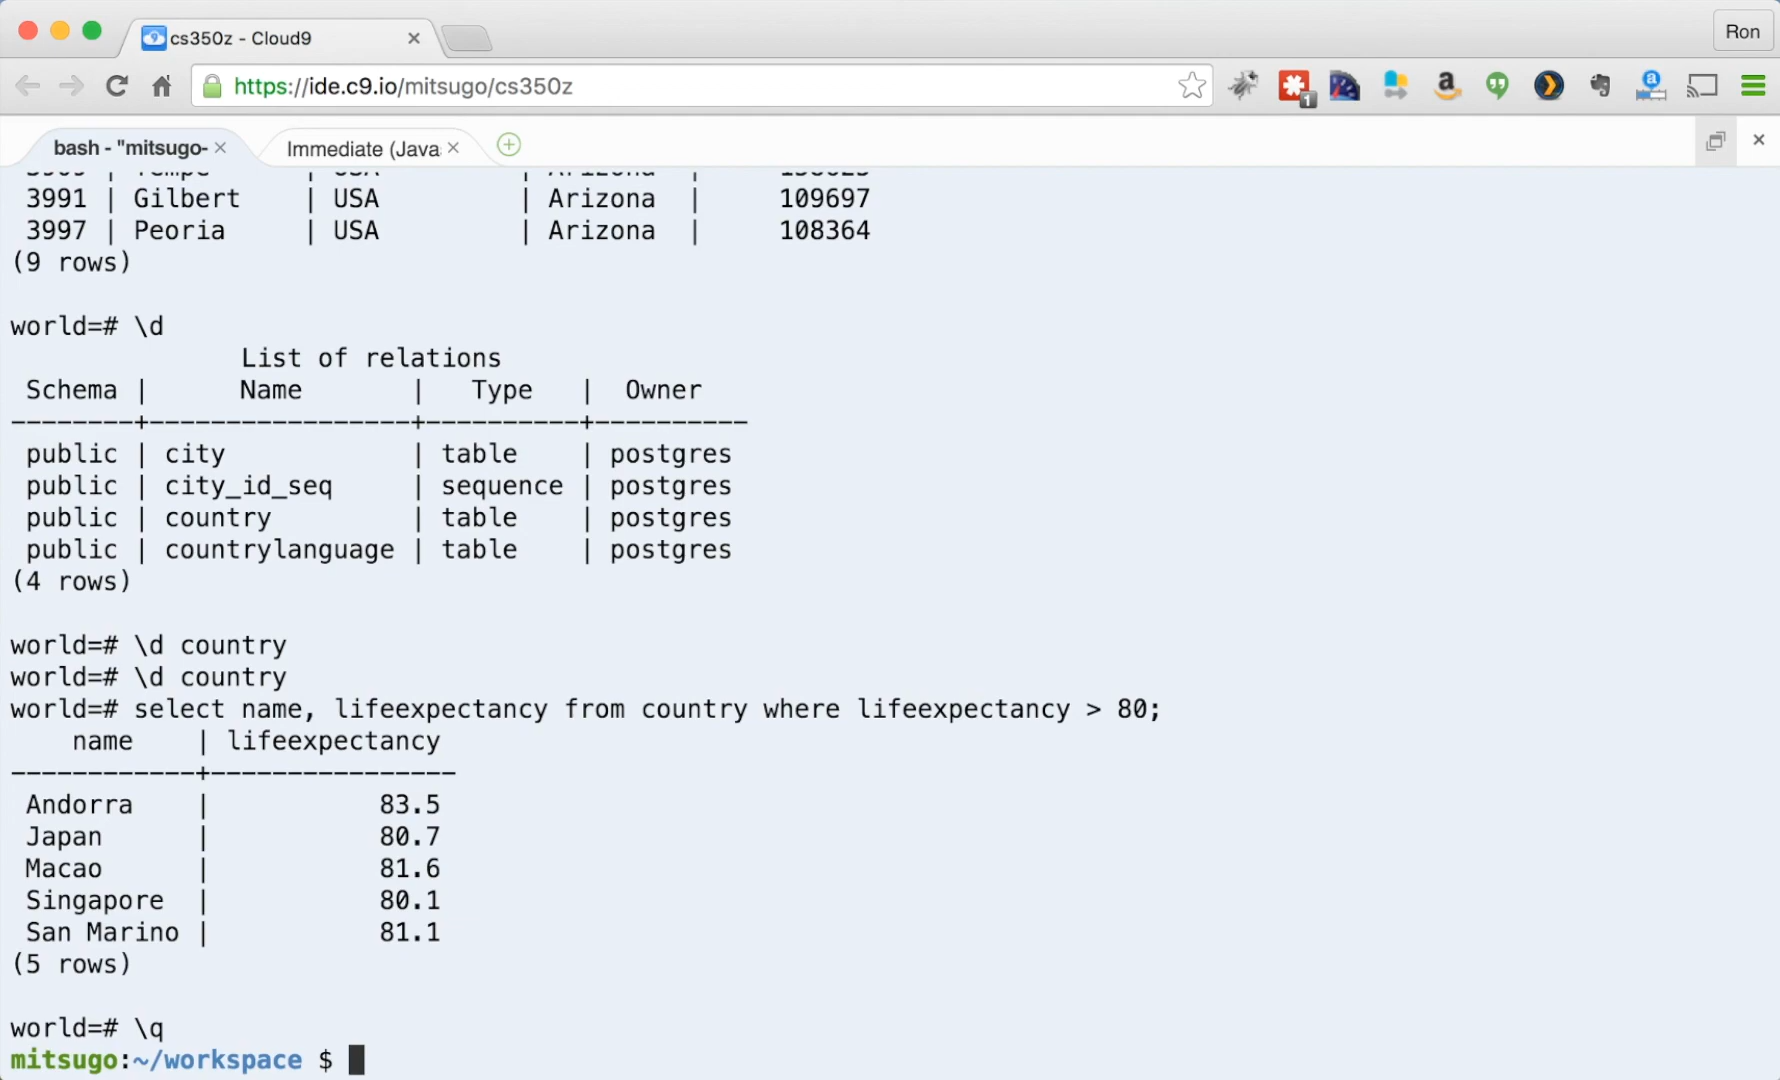 cs350z - Cloud9
Ron
https://ide.c9.io/mitsugo/cs350z
1
bash - "mitsugo-
Immediate (Java
3991 | Gilbert    | USA         | Arizona  |     109697
3997 | Peoria     | USA         | Arizona  |     108364
(9 rows)
world=# \d
List of relations
Schema |      Name       |   Type   |  Owner
--------+-----------------+----------+----------
public | city            | table    | postgres
public | city_id_seq     | sequence | postgres
public | country         | table    | postgres
public | countrylanguage | table    | postgres
(4 rows)
world=# \d country
world=# \d country
world=# select name, lifeexpectancy from country where lifeexpectancy > 80;
name    | lifeexpectancy
------------+----------------
Andorra    |           83.5
Japan      |           80.7
Macao      |           81.6
Singapore  |           80.1
San Marino |           81.1
(5 rows)
world=# \q
mitsugo:~/workspace $